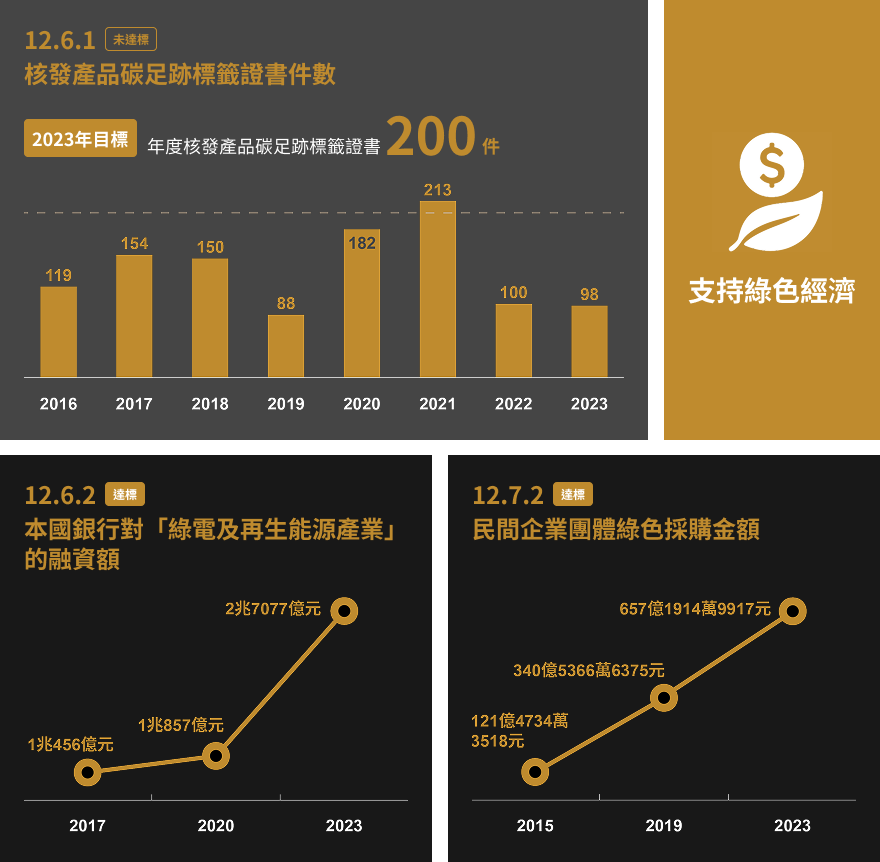 12.6.1 未達標
核發產品碳足跡標籤證書件數
2023年目標 年度核發產品碳足跡標籤證書 200 件
213
182
154
150
119
100
98
88
2016 2017 2018 2019 2020 2021 2022 2023
$
支持綠色經濟
12.6.2 達標
本國銀行對「綠電及再生能源產業」
的融資額
2兆7077億元
1兆857億元
1兆456億元
2017 2020 2023
12.7.2 達標
民間企業團體綠色採購金額
657億1914萬9917元
340億5366萬6375元
121億4734萬
3518元
2015 2019 2023